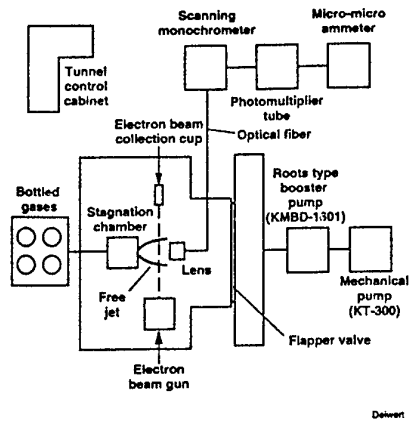 Scanning
monochrometer
Micro-micro
ammeter
Tunnel
control
cabinet
Photomultiplier
tube
Electron beam
collection cup
Optical fiber
Roots type
booster
pump
(KMBD-1301)
Bottled
gases
Stagnation
chamber
Lens
Free
jet
Mechanical
pump
(KT-300)
Flapper valve
Electron
beam gun
Deiwert